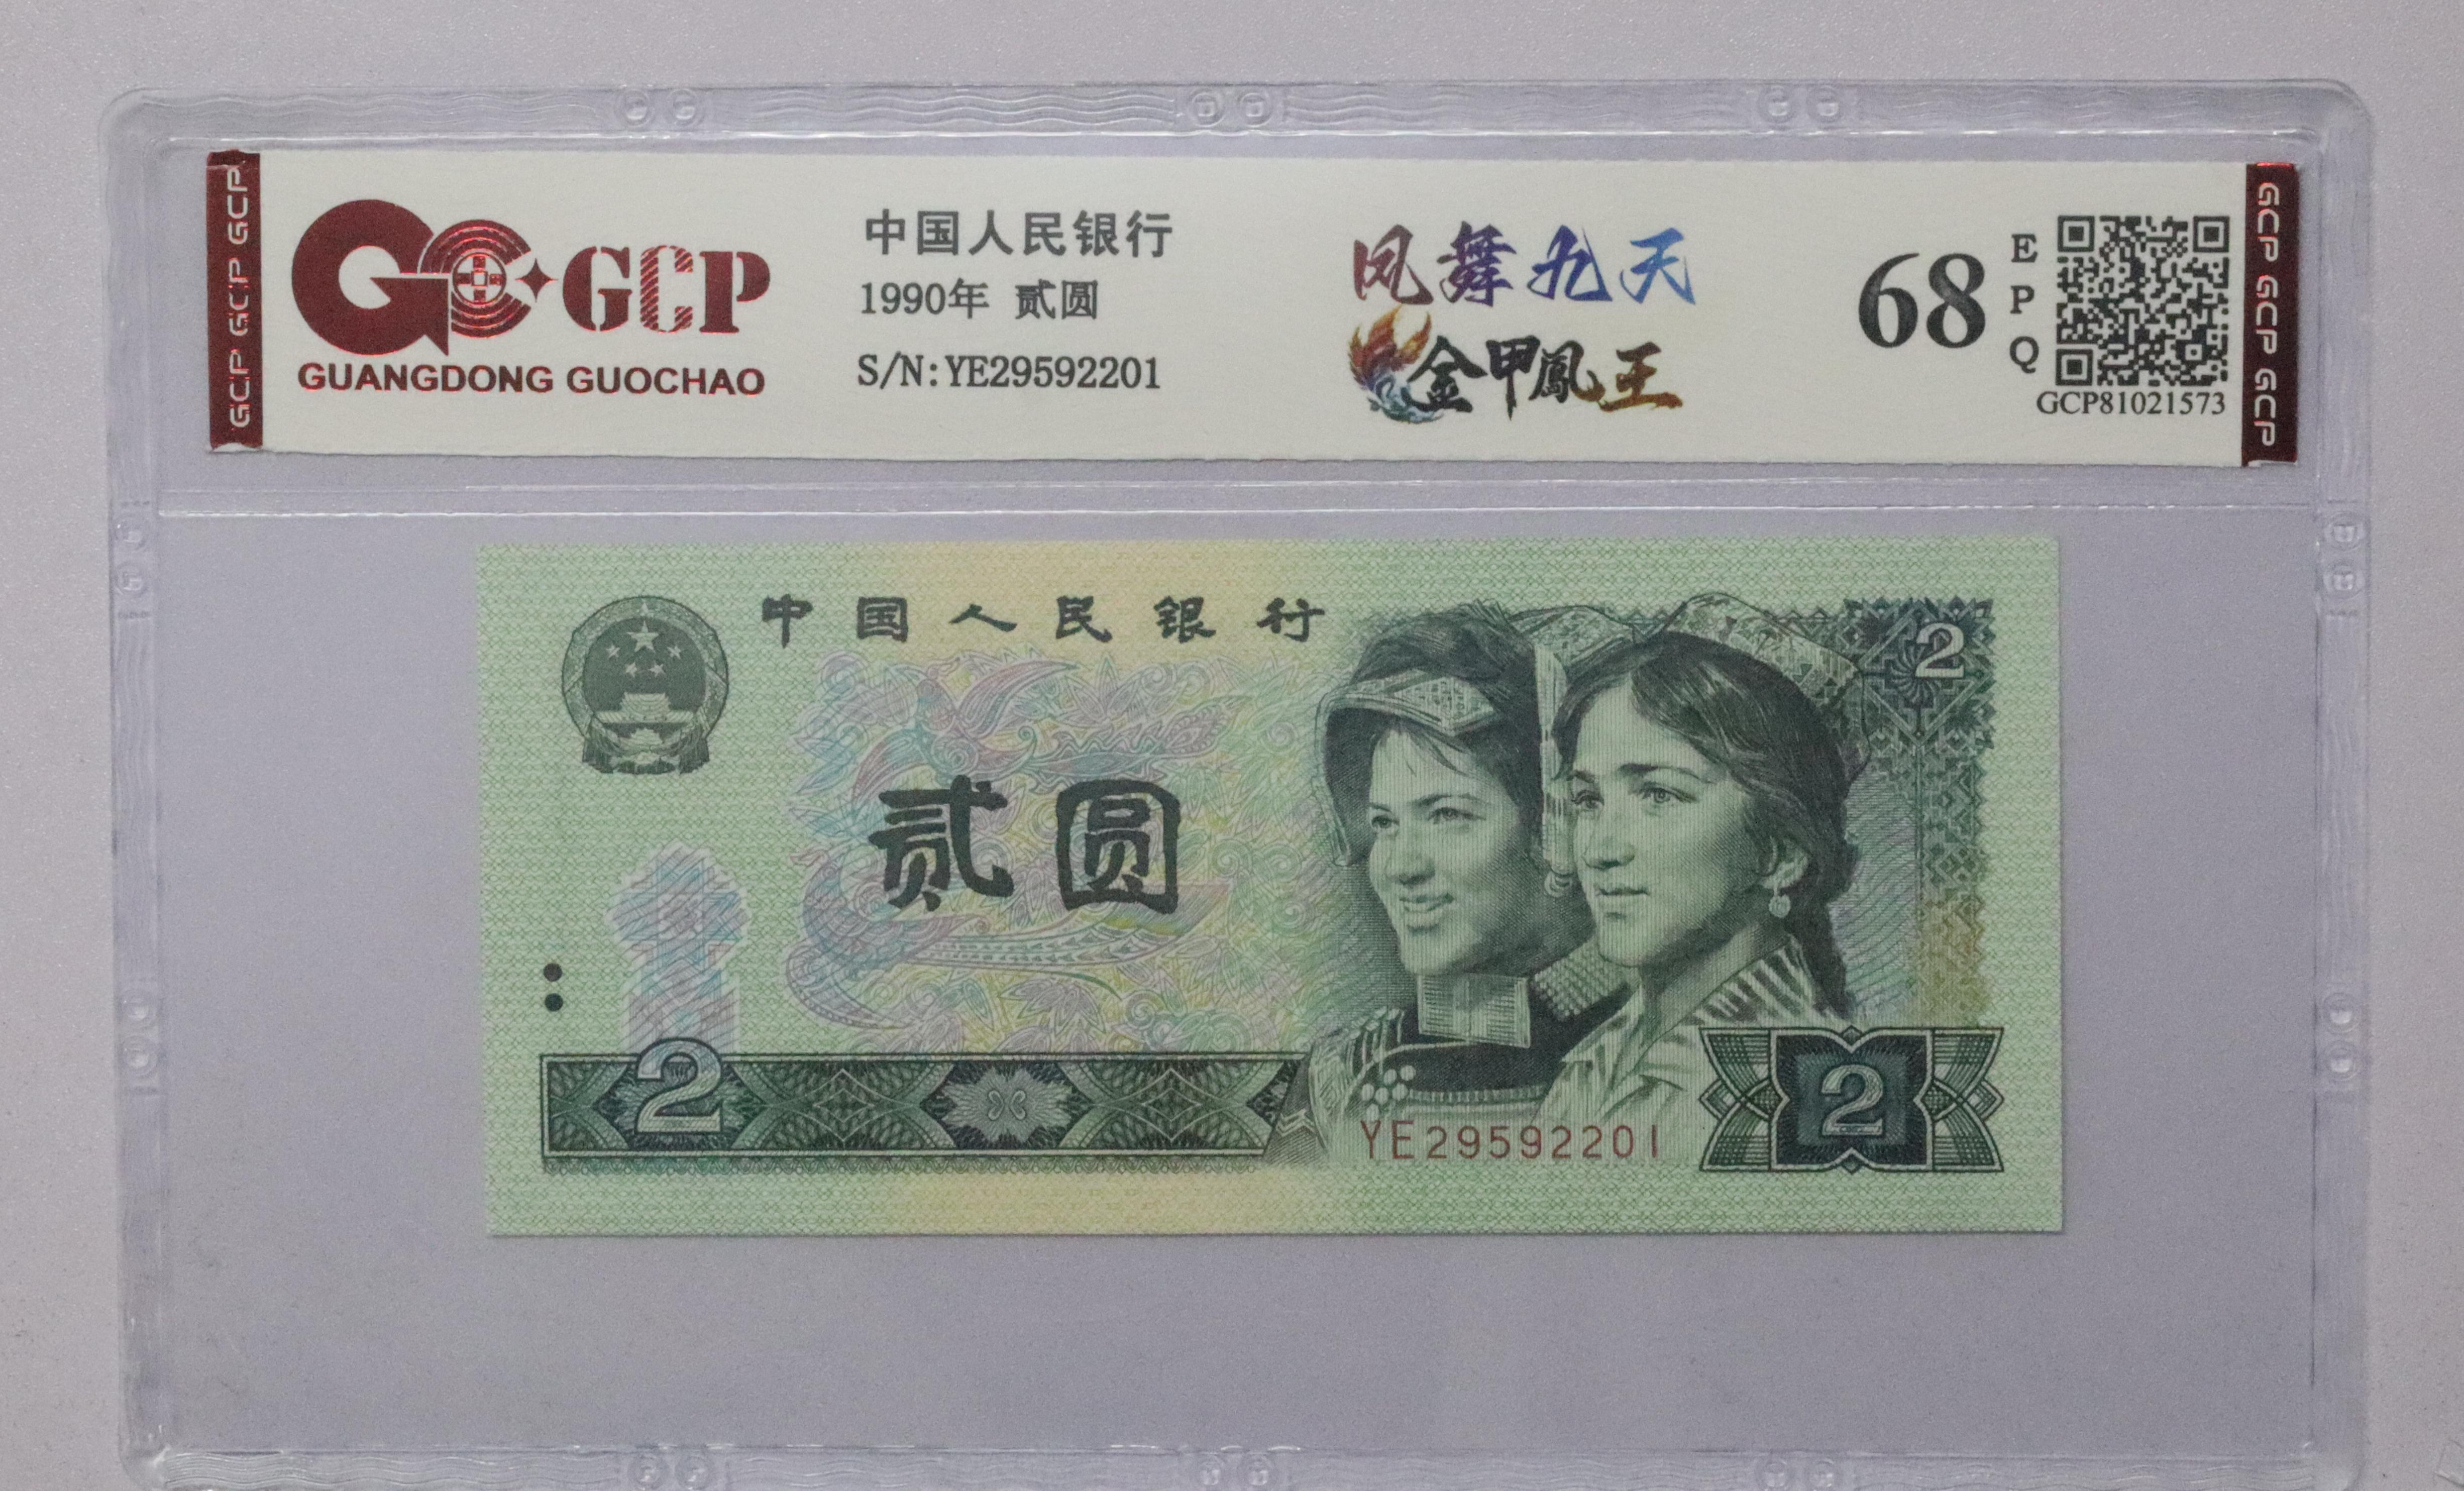 GCP GCP GCP
GCP
GUANGDONG GUOCHAO
中国人民银行
1990年 贰圆
S/N:YE29592201
凤舞九天
金甲鳳王
68
EPQ
GCP81021573
GCP GCP GCP
中国人民银行
2
贰圆
2
2
YE29592201